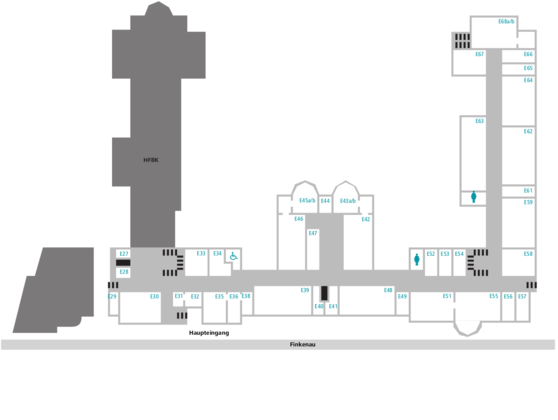 E68a/b
E67
E66
E65
E64
E63
E62
HFBK
E61
E59
E45a/b
E44
E43a/b
E46
E42
E47
E27
E33
E34
E52
E53
E54
E58
E28
E29
E30
E31
E32
E35
E36
E38
E39
E40
E41
E48
E49
E51
E55
E56
E57
Haupteingang
Finkenau